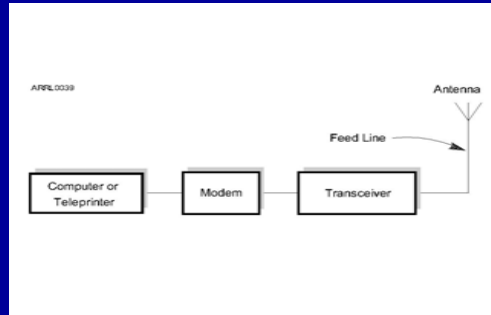 ARRL0039
Antenna
Feed Line
Computer or
Teleprinter
Modem
Transceiver